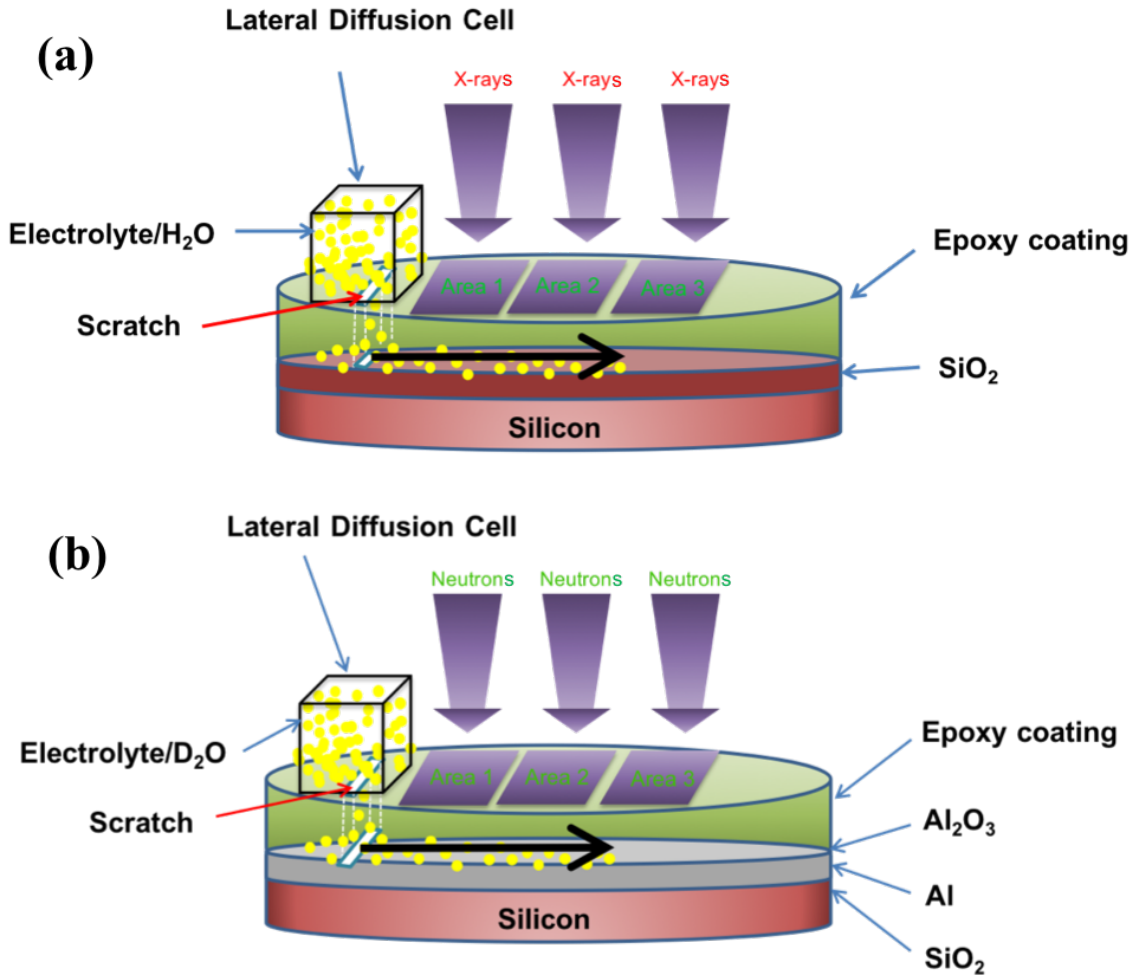 Lateral Diffusion Cell
(a)
X-rays X-rays X-rays
Electrolyte/H₂O
Epoxy coating
Area 1 Area 2 Area 3
Scratch
SiO₂
Silicon
Lateral Diffusion Cell
(b)
Neutrons Neutrons Neutrons
Electrolyte/D₂O
Epoxy coating
Area 1 Area 2 Area 3
Scratch
Al₂O₃
Al
Silicon
SiO₂